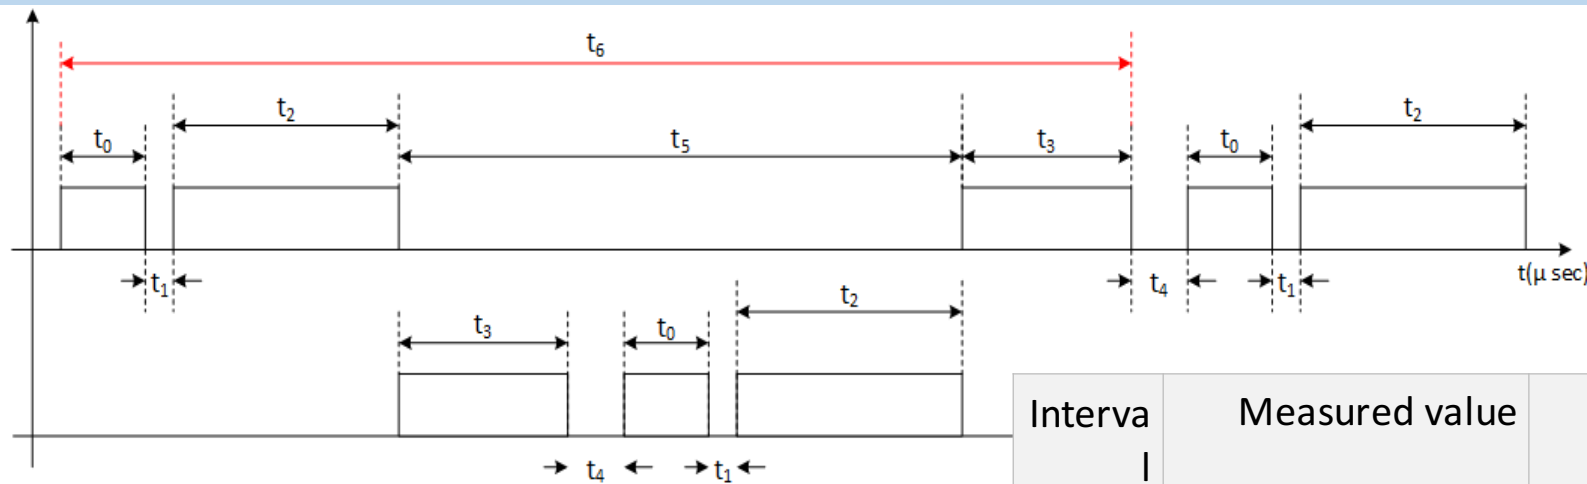 t₆
t₂ t₂
t₀ t₅ t₃ t₀
t₁ t₄ t₁ t(μ sec)
t₂
t₃ t₀
t₄ t₁
Interva Measured value
l